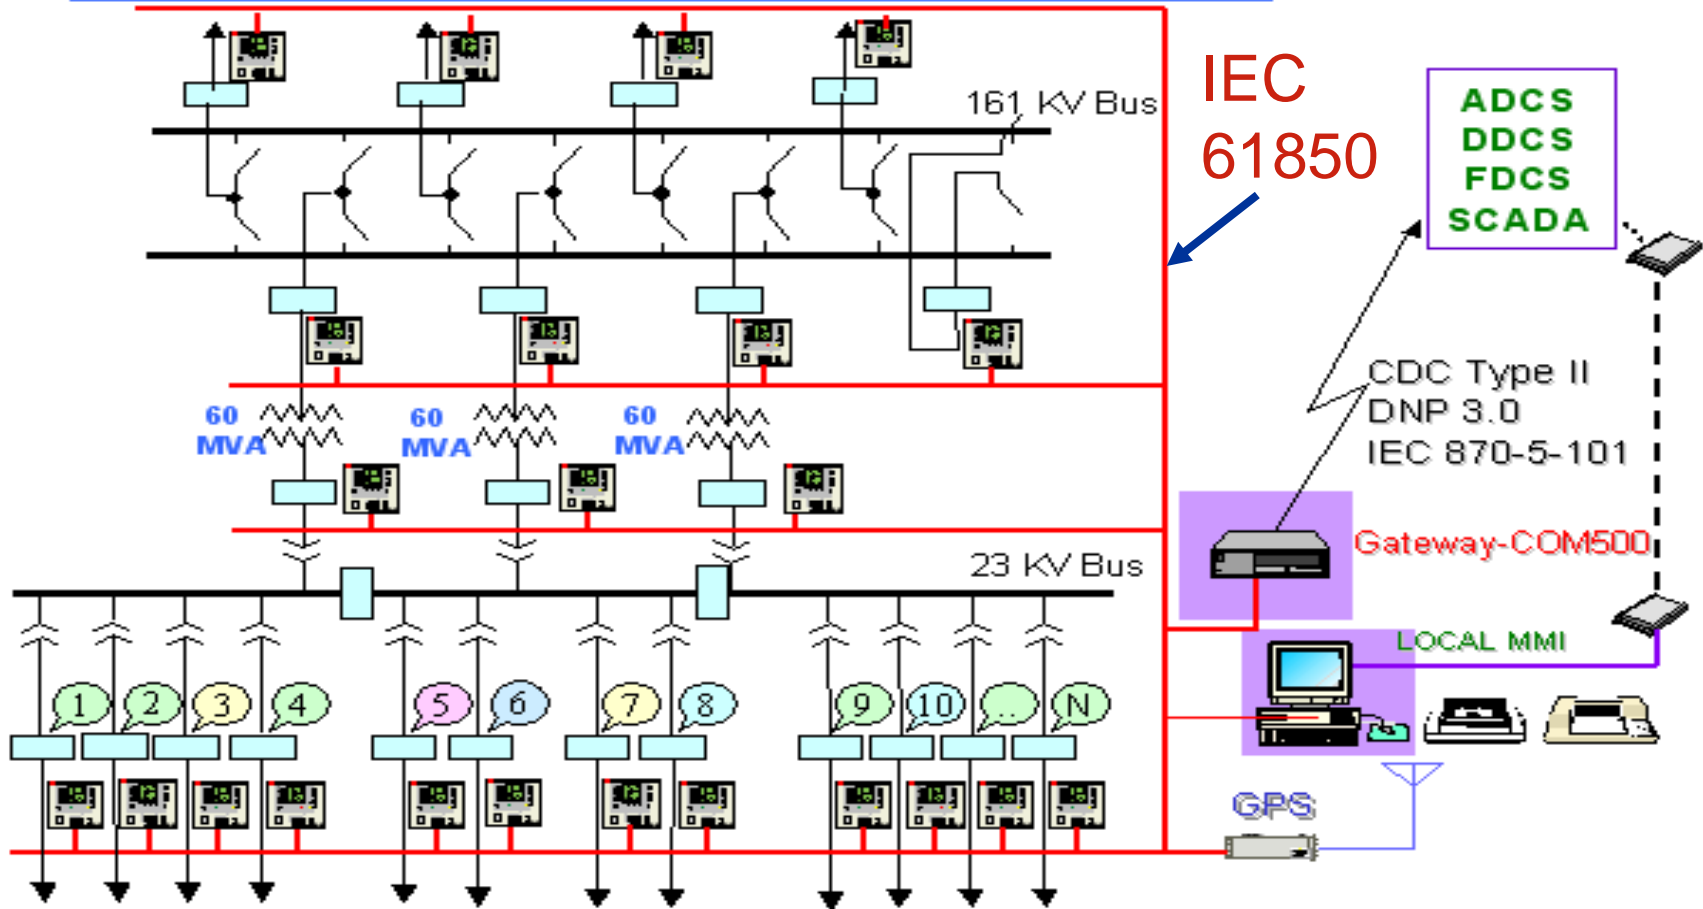 161 KV Bus
IEC
61850
ADCS
DDCS
FDCS
SCADA
CDC Type II
DNP 3.0
IEC 870-5-101
60
MVA
60
MVA
60
MVA
Gateway-COM500
23 KV Bus
LOCAL MMI
1
2
3
4
5
6
7
8
9
10
..
N
GPS